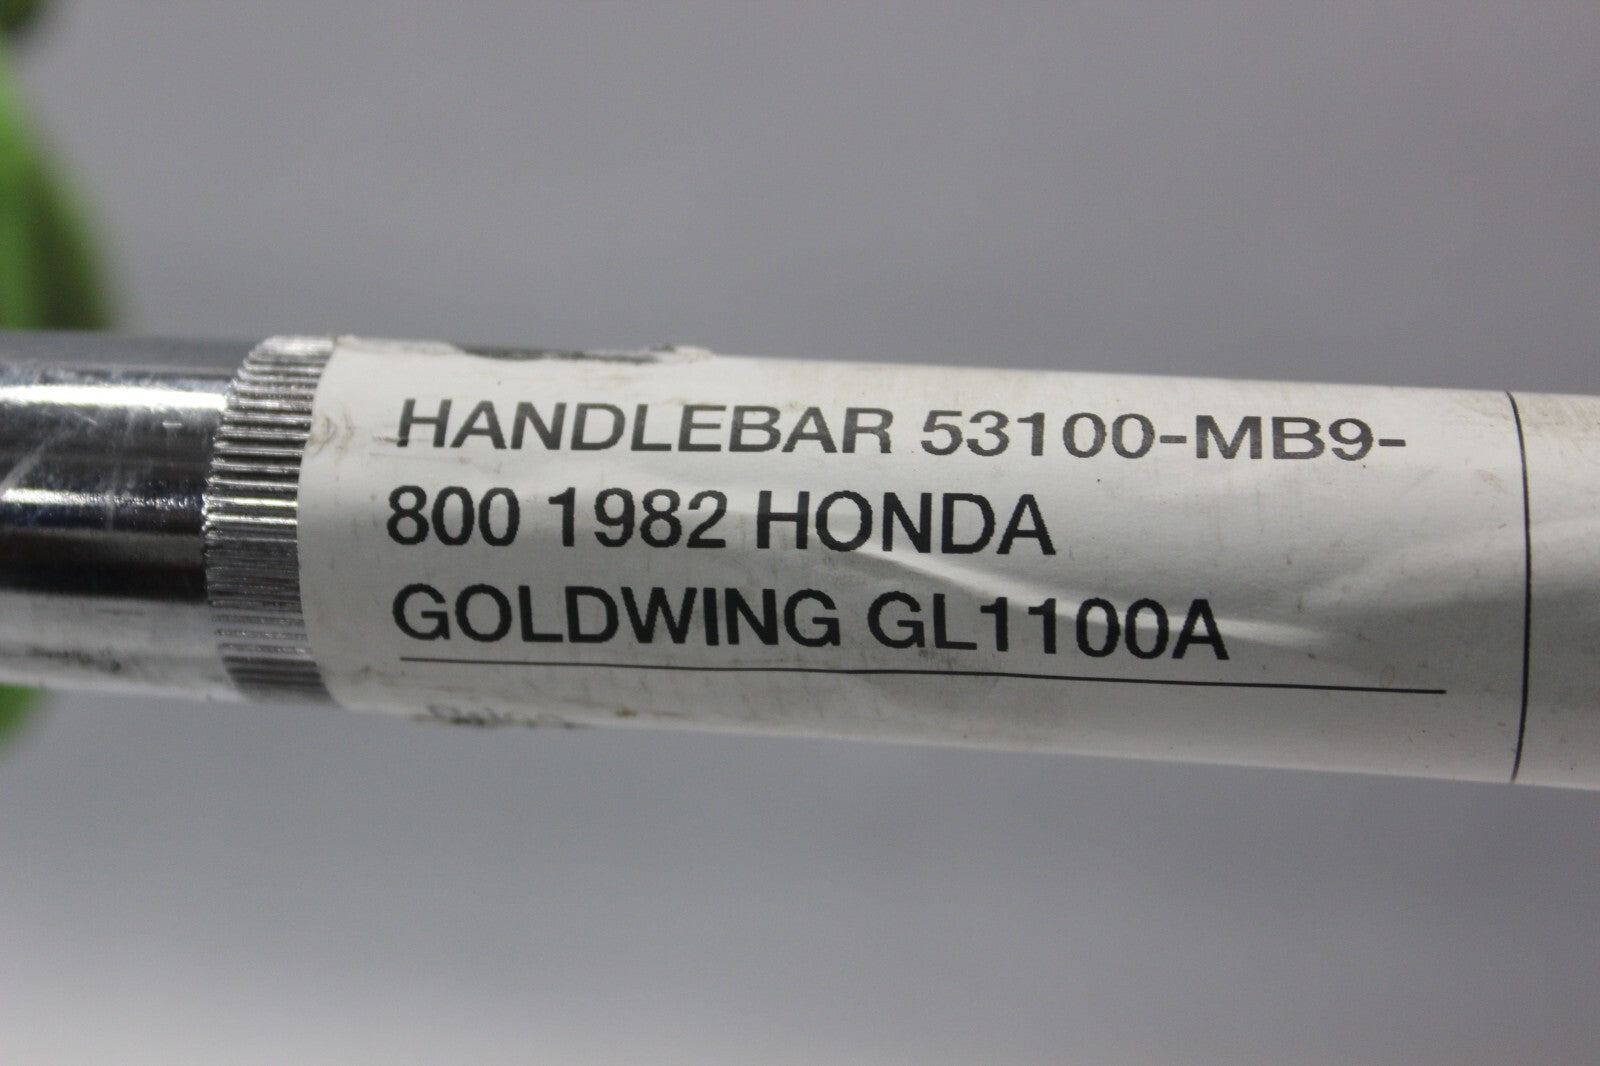 HANDLEBAR 53100-MB9-
800 1982 HONDA
GOLDWING GL1100A